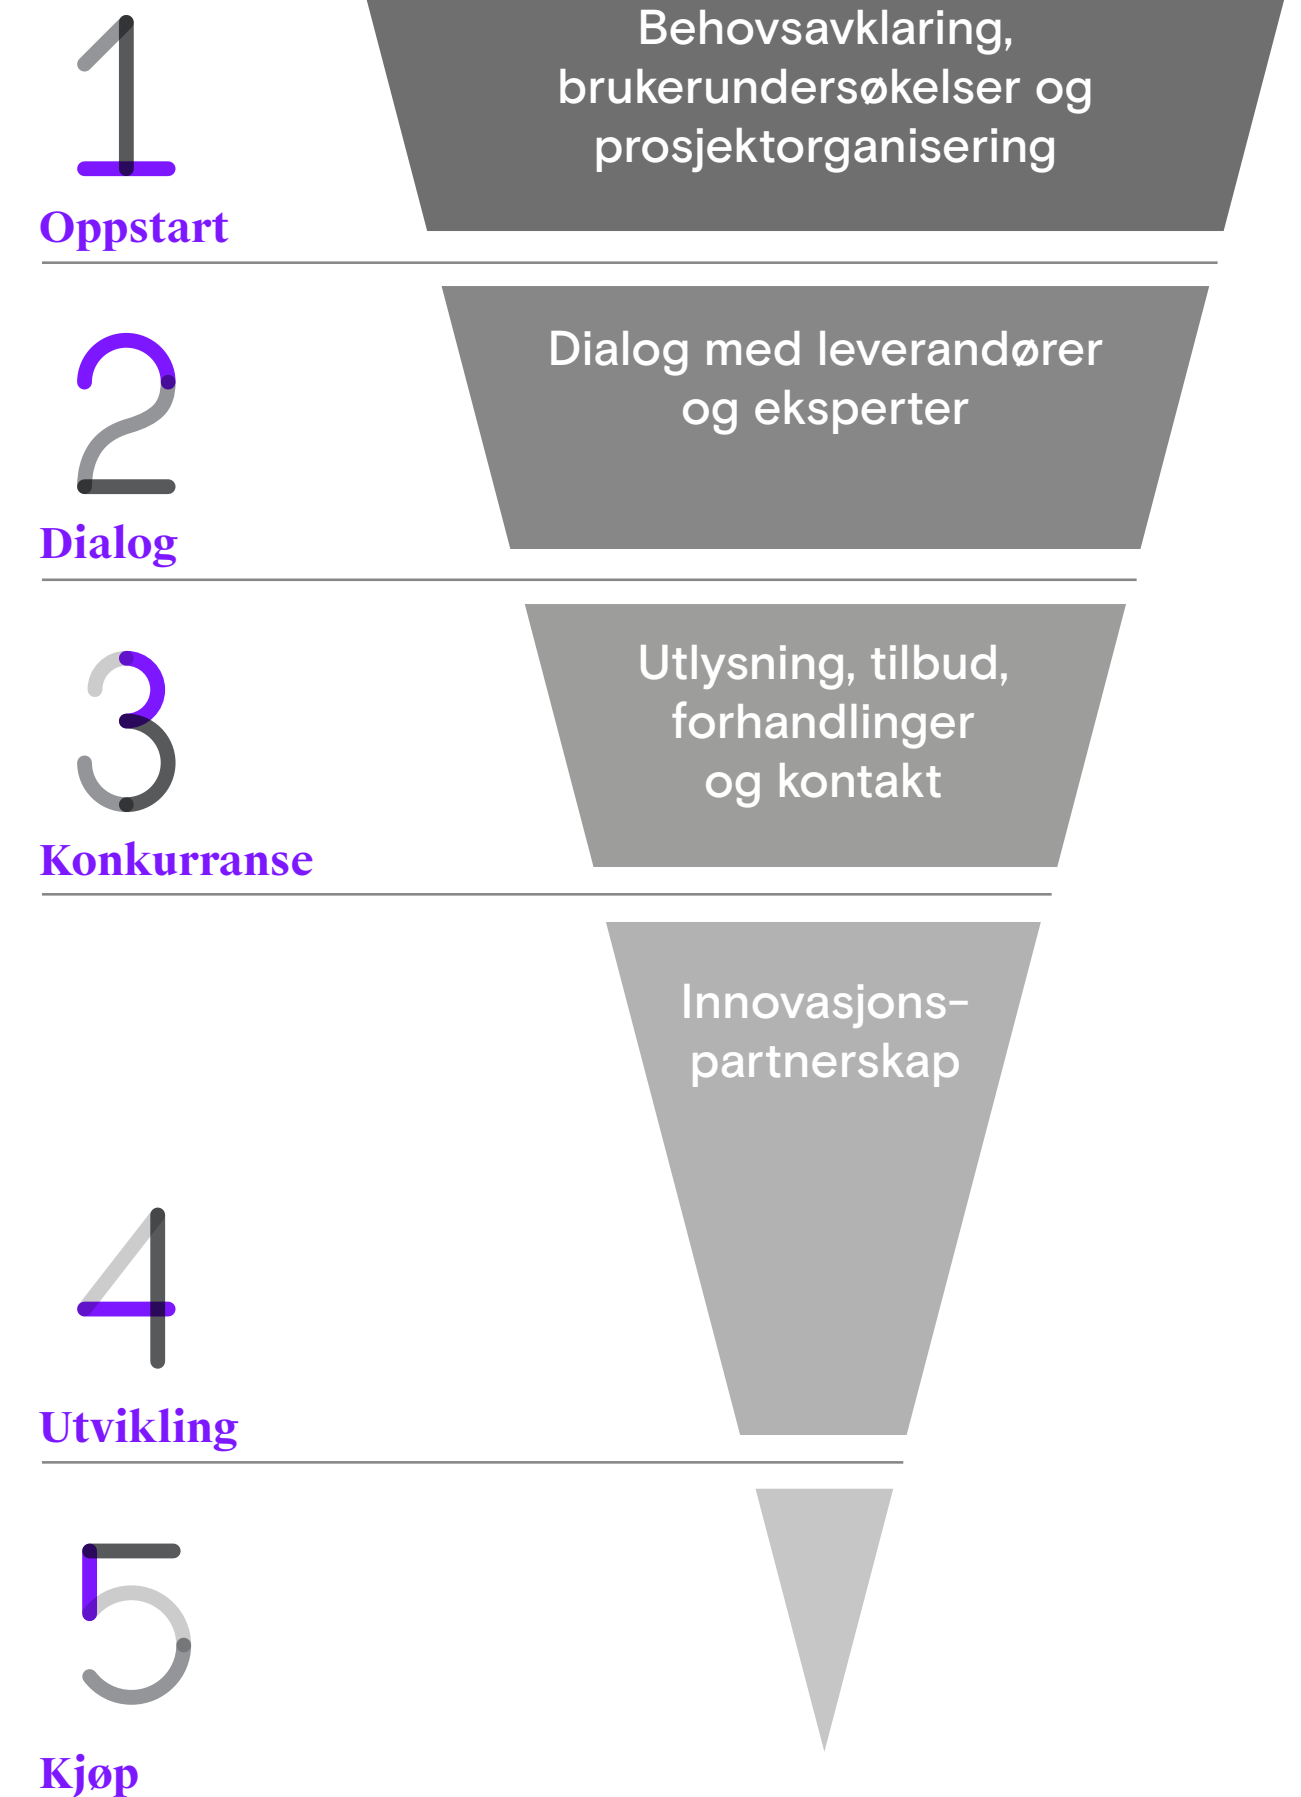 1
Behovsavklaring,
brukerundersøkelser og
prosjektorganisering
Oppstart
2
Dialog med leverandører
og eksperter
Dialog
3
Utlysning, tilbud,
forhandlinger
og kontakt
Konkurranse
Innovasjons-
partnerskap
4
Utvikling
5
Kjøp